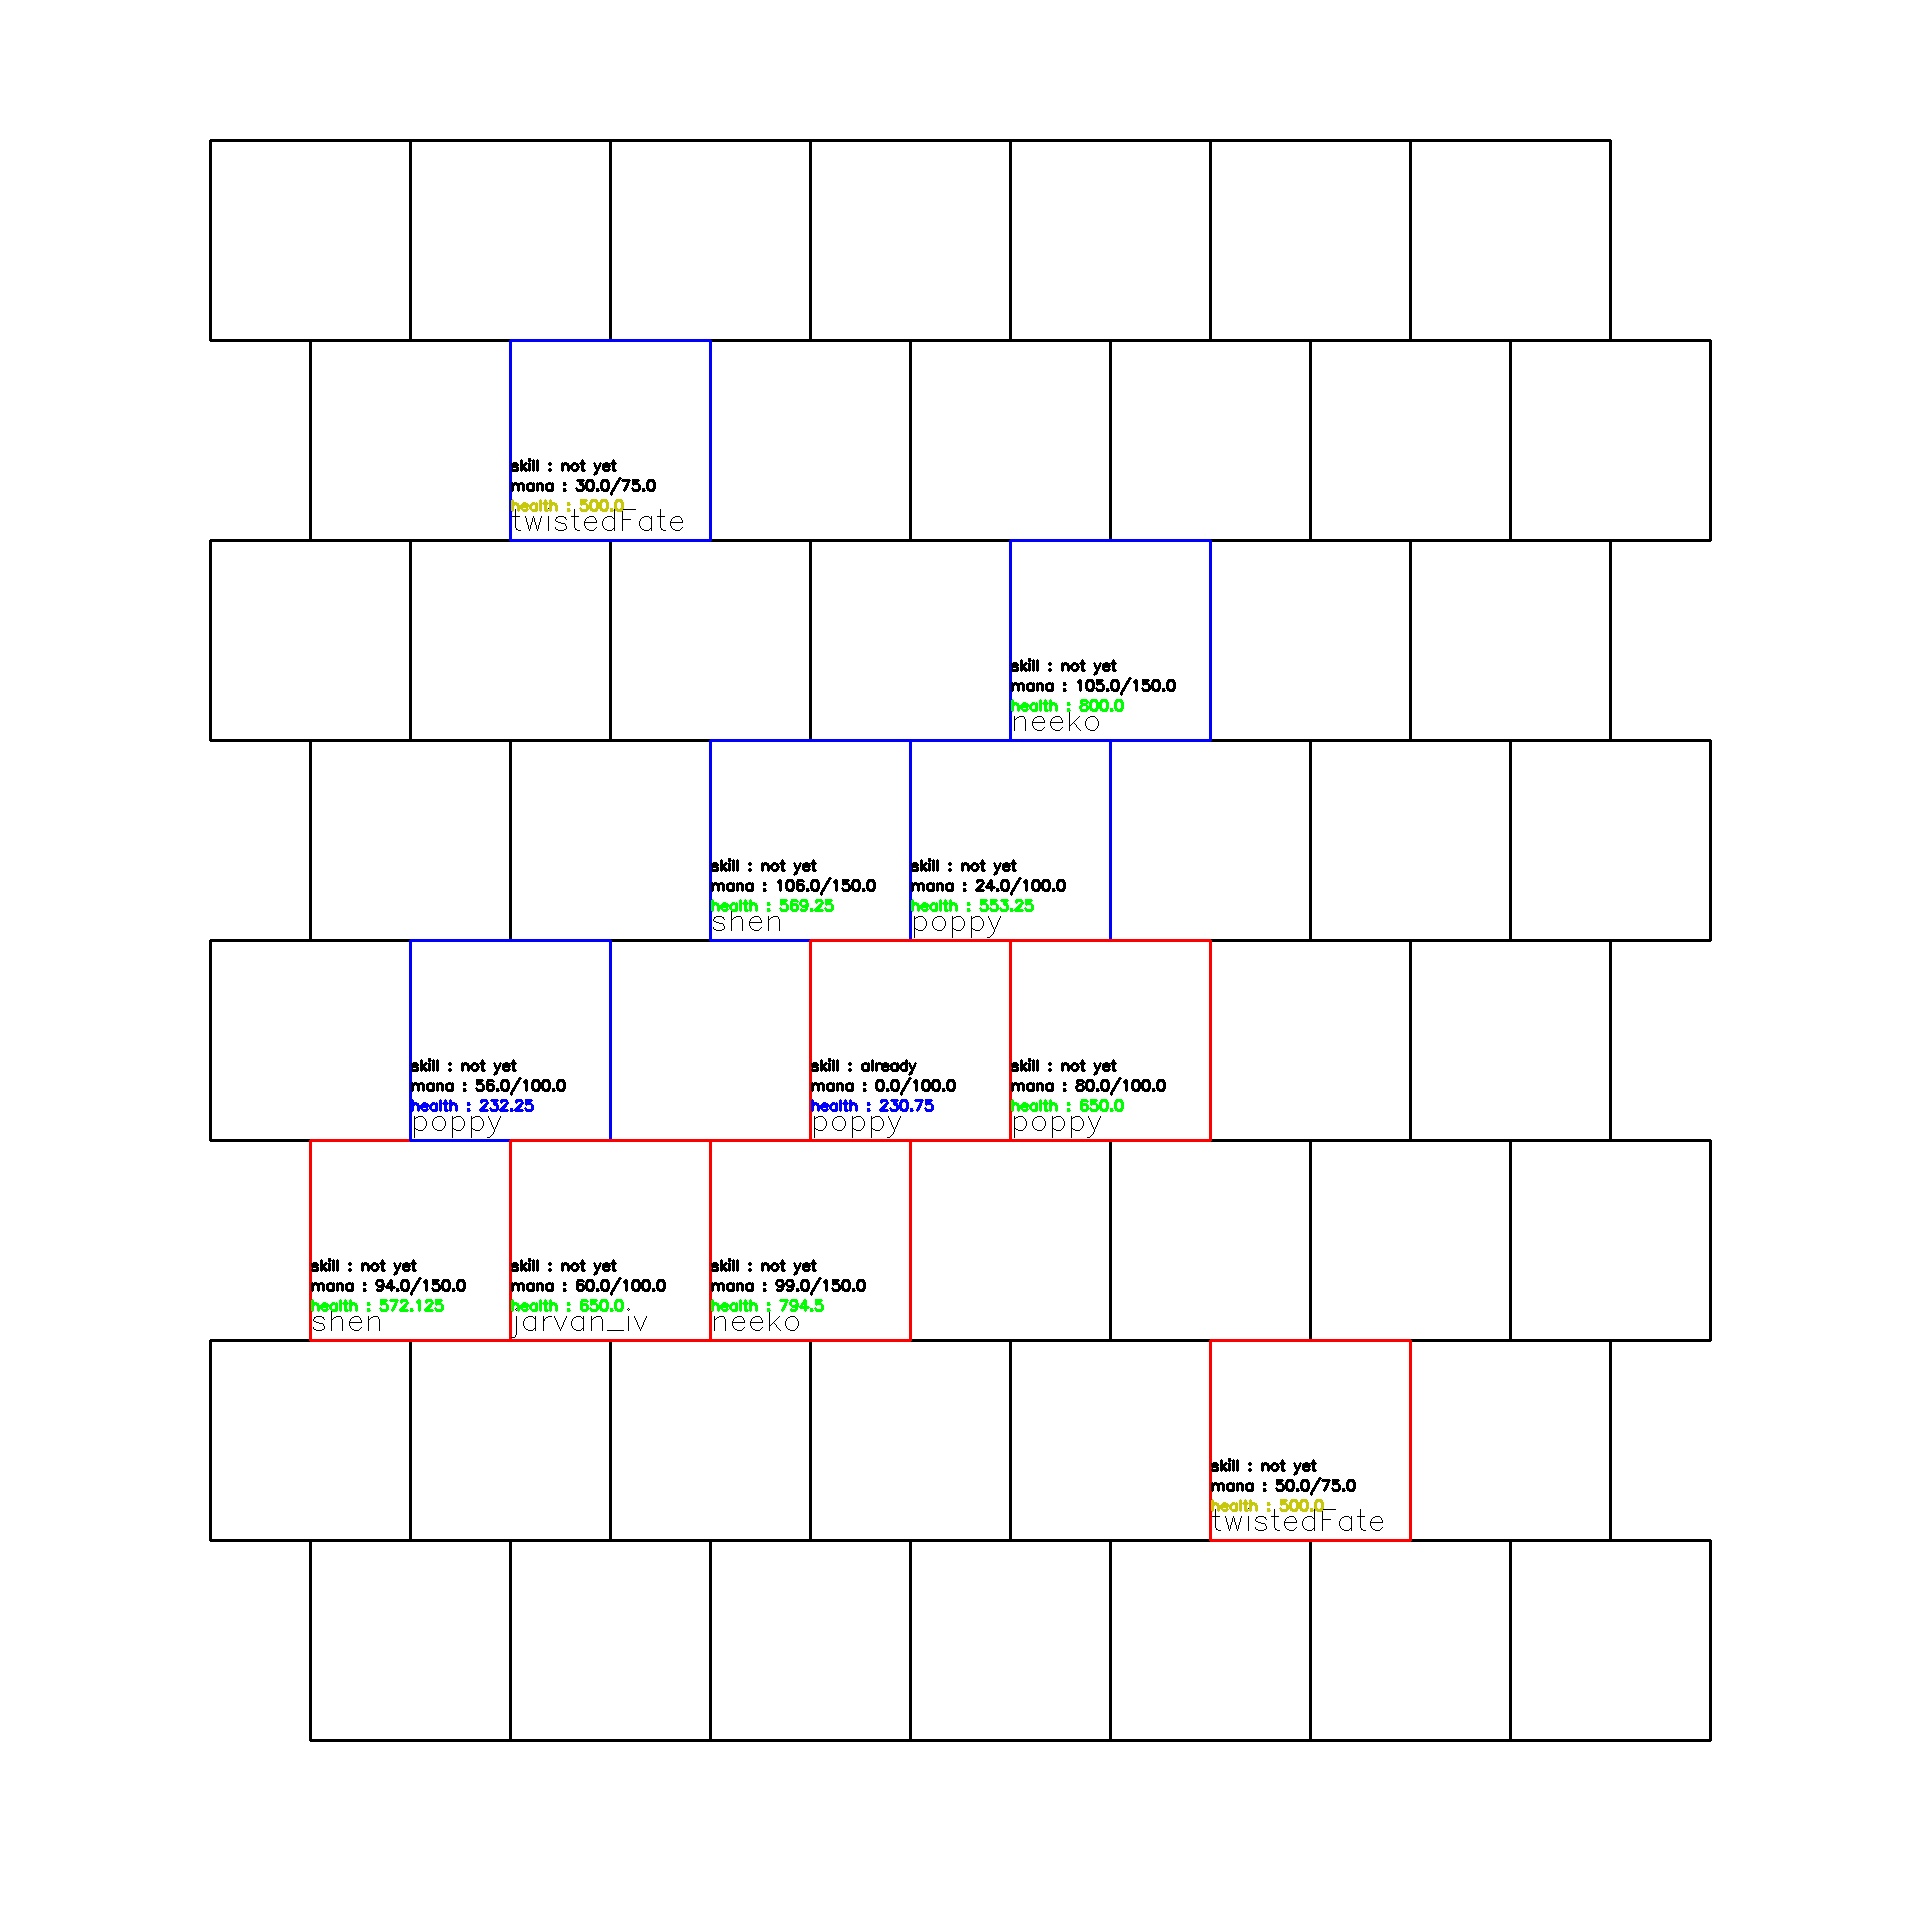 skill : not yet
mana : 30.0/75.0
health : 500.0
twistedFate
skill : not yet
mana : 105.0/150.0
health : 800.0
neeko
skill : not yet
mana : 106.0/150.0
health : 569.25
shen
skill : not yet
mana : 24.0/100.0
health : 553.25
poppy
skill : not yet
mana : 56.0/100.0
health : 232.25
poppy
skill : already
mana : 0.0/100.0
health : 230.75
poppy
skill : not yet
mana : 80.0/100.0
health : 650.0
poppy
skill : not yet
mana : 94.0/150.0
health : 572.125
shen
skill : not yet
mana : 60.0/100.0
health : 650.0
jarvan_iv
skill : not yet
mana : 99.0/150.0
health : 794.5
neeko
skill : not yet
mana : 50.0/75.0
health : 500.0
twistedFate